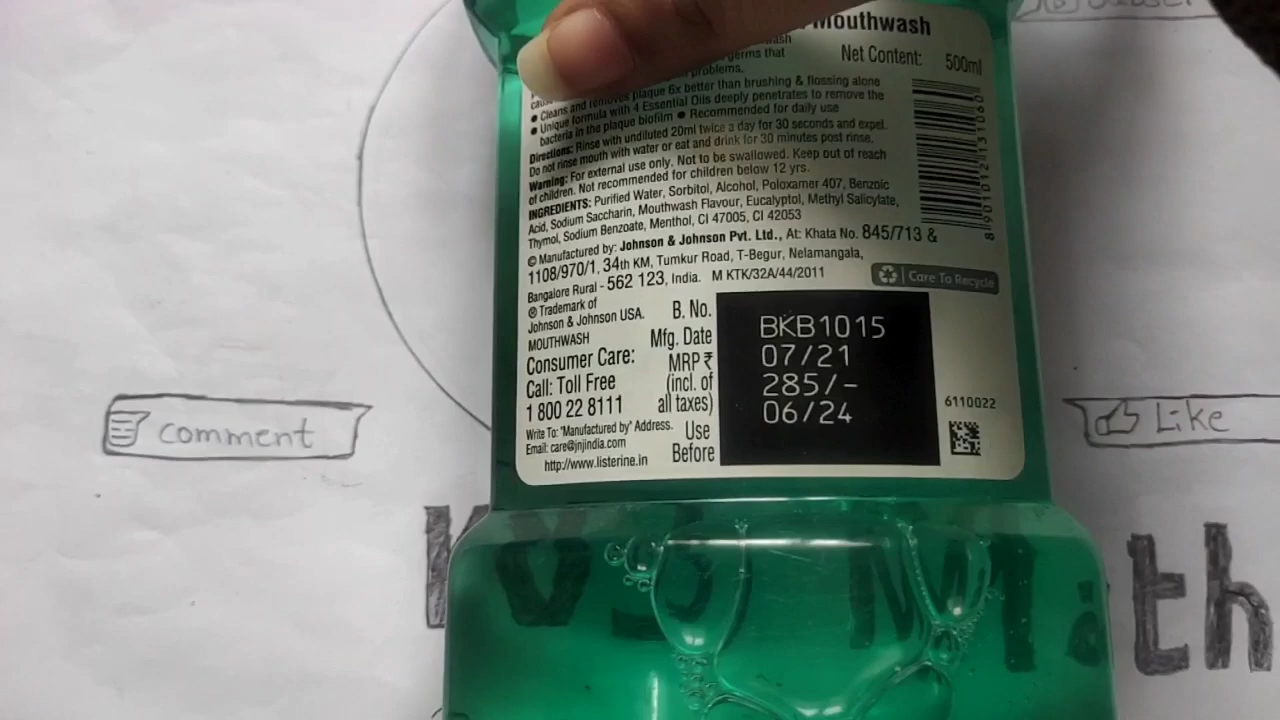 Mouthwash
Net Content: 500ml
germs that
problems.
plaque 6x better than brushing & flossing alone
• Cleans and removes
• Unique formula with 4 Essential Oils deeply penetrates to remove the
bacteria in the plaque biofilm • Recommended for daily use
Directions: Rinse with undiluted 20ml twice a day for 30 seconds and expel.
Do not rinse mouth with water or eat and drink for 30 minutes post rinse.
Warning: For external use only. Not to be swallowed. Keep out of reach
of children. Not recommended for children below 12 yrs.
INGREDIENTS: Purified Water, Sorbitol, Alcohol, Poloxamer 407, Benzoic
Acid, Sodium Saccharin, Mouthwash Flavour, Eucalyptol, Methyl Salicylate,
Thymol, Sodium Benzoate, Menthol, CI 47005, CI 42053
© Manufactured by: Johnson & Johnson Pvt. Ltd., At: Khata No. 845/713 &
1108/970/1, 34th KM, Tumkur Road, T-Begur, Nelamangala,
Bangalore Rural - 562 123, India. M KTK/32A/44/2011
Care To Recycle
® Trademark of
Johnson & Johnson USA.
MOUTHWASH
Consumer Care:
Call: Toll Free
1 800 22 8111
Write To: "Manufactured by" Address.
Email: care@jnjindia.com
http://www.listerine.in
B. No.
Mfg. Date
MRP ₹
(incl. of
all taxes)
Use
Before
BKB1015
07/21
285/-
06/24
6110022
8 901012 131060
comment
Like
KVS Math